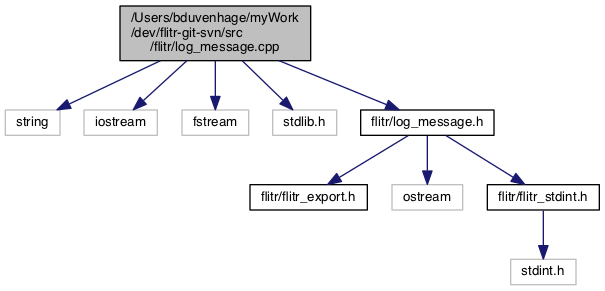 /Users/bduvenhage/myWork
/dev/flitr-git-svn/src
/flitr/log_message.cpp
string
iostream
fstream
stdlib.h
flitr/log_message.h
flitr/flitr_export.h
ostream
flitr/flitr_stdint.h
stdint.h